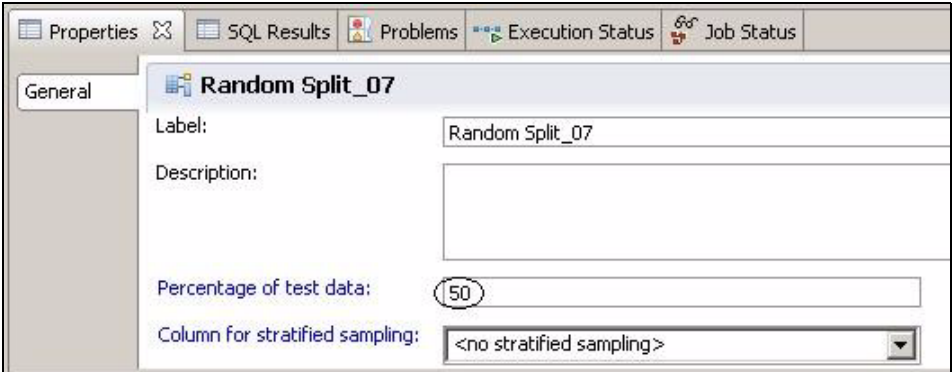 Properties SQL Results Problems Execution Status Job Status
General
Random Split_07
Label: Random Split_07
Description:
Percentage of test data: 50
Column for stratified sampling: <no stratified sampling>